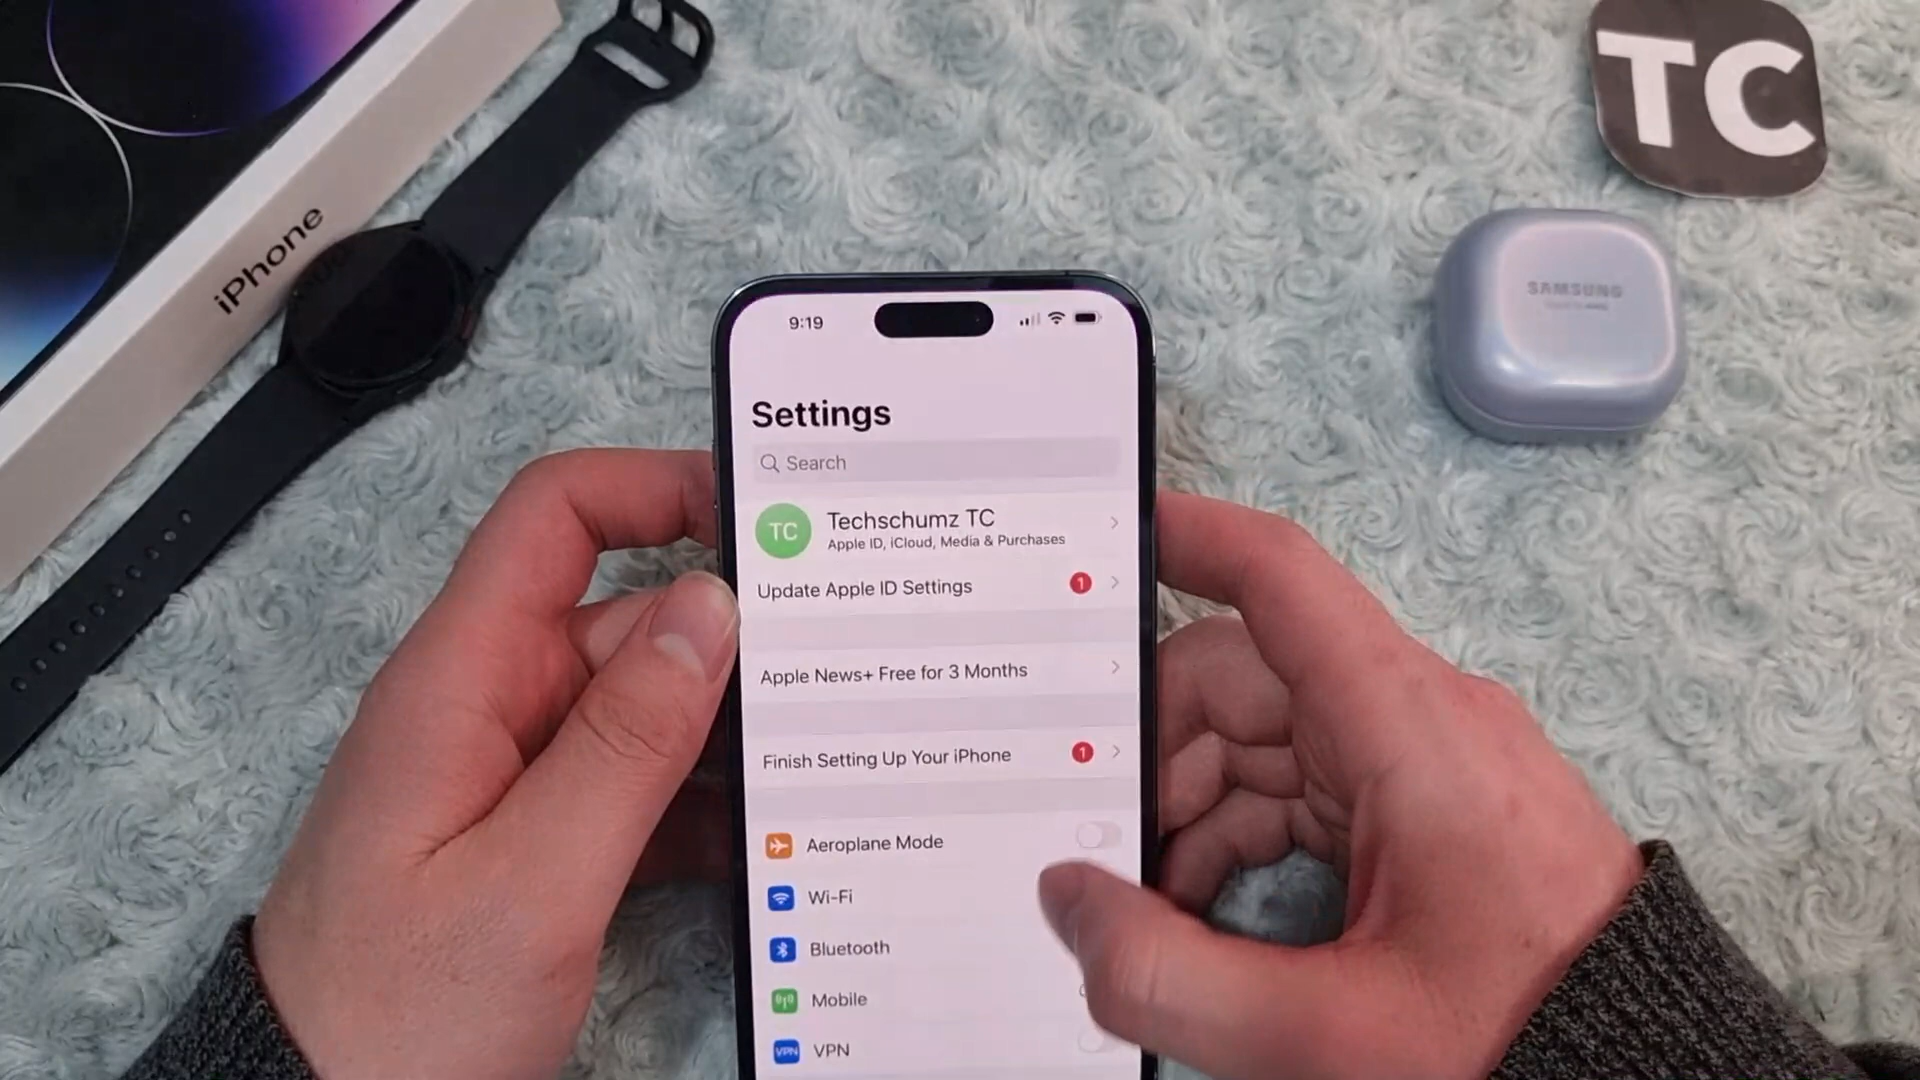 iPhone
TC
SAMSUNG
9:19
Settings
Search
TC
Techschumz TC
Apple ID, iCloud, Media & Purchases
Update Apple ID Settings
1
Apple News+ Free for 3 Months
Finish Setting Up Your iPhone
1
Aeroplane Mode
Wi-Fi
Bluetooth
Mobile
VPN
VPN